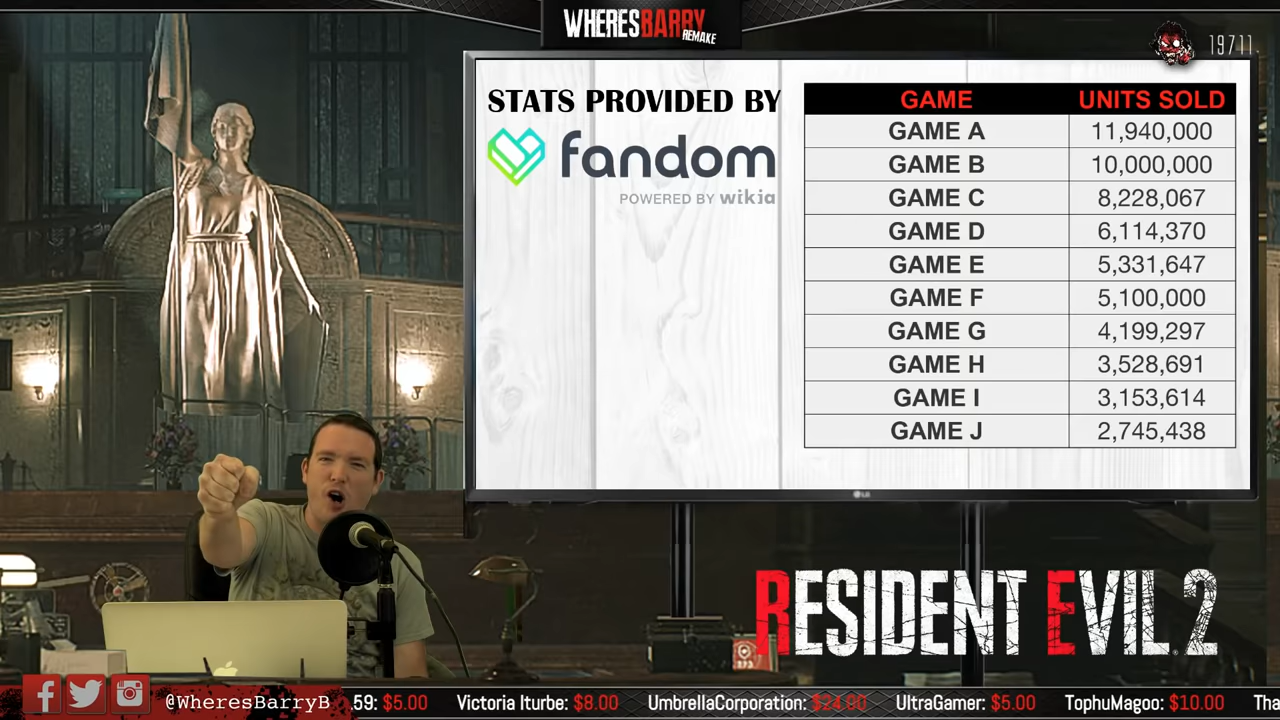 WHERESBARRY
REMAKE
19711
STATS PROVIDED BY
fandom
POWERED BY wikia
GAME UNITS SOLD
GAME A 11,940,000
GAME B 10,000,000
GAME C 8,228,067
GAME D 6,114,370
GAME E 5,331,647
GAME F 5,100,000
GAME G 4,199,297
GAME H 3,528,691
GAME I 3,153,614
GAME J 2,745,438
LG
RESIDENT EVIL 2
@WheresBarryB .59: $5.00 Victoria Iturbe: $8.00 UmbrellaCorporation: $24.00 UltraGamer: $5.00 TophuMagoo: $10.00 Tha